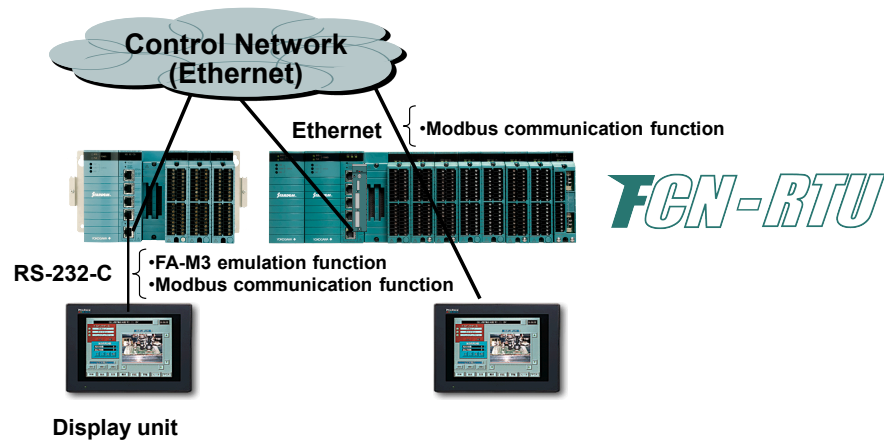 Control Network
(Ethernet)
Ethernet
•Modbus communication function
FCN-RTU
RS-232-C
•FA-M3 emulation function
•Modbus communication function
Display unit